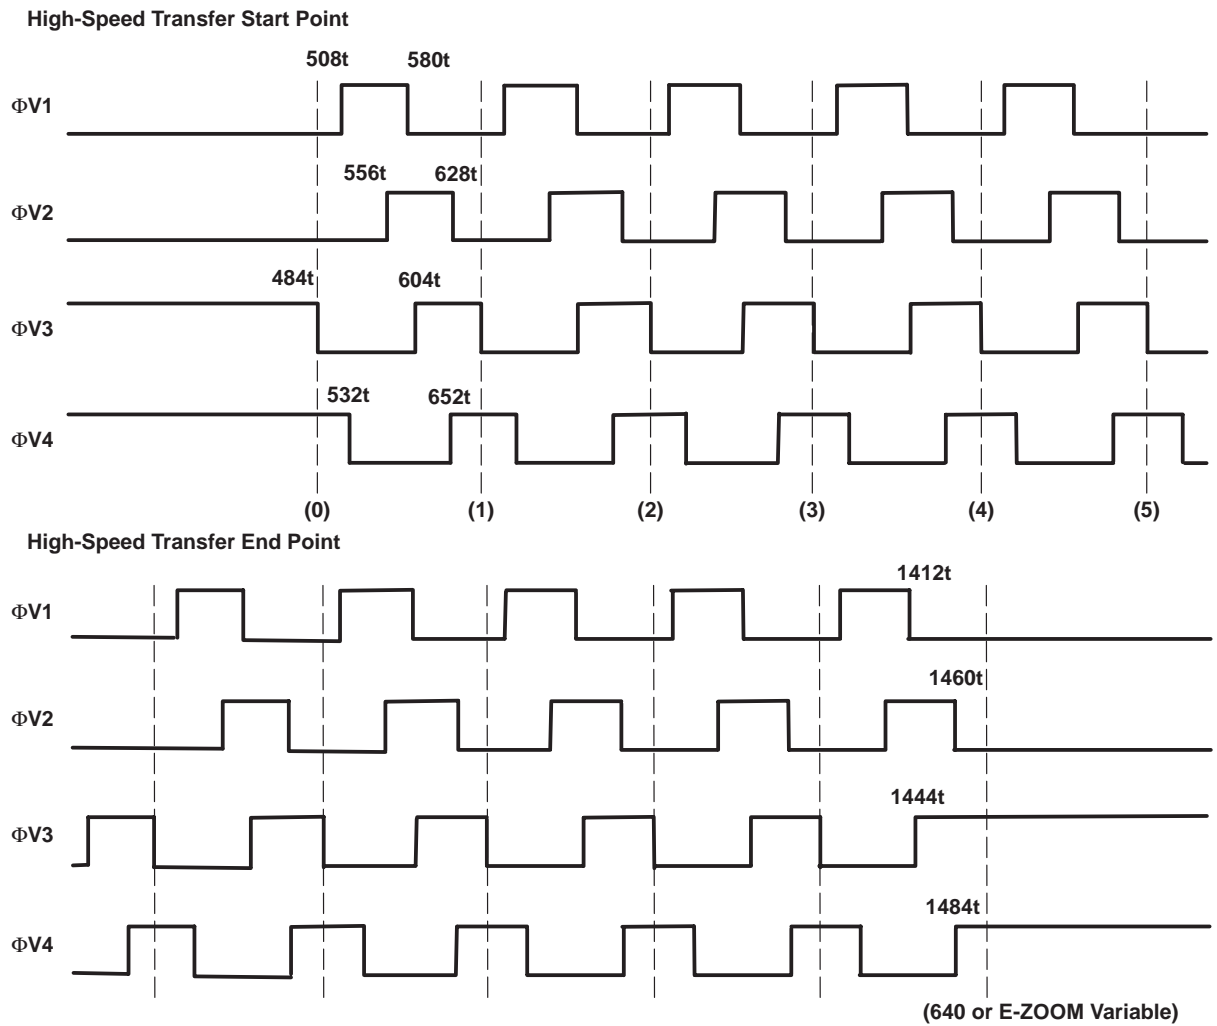 High-Speed Transfer Start Point
508t 580t
ΦV1
556t 628t
ΦV2
484t 604t
ΦV3
532t 652t
ΦV4
(0) (1) (2) (3) (4) (5)
High-Speed Transfer End Point
1412t
ΦV1
1460t
ΦV2
1444t
ΦV3
1484t
ΦV4
(640 or E-ZOOM Variable)